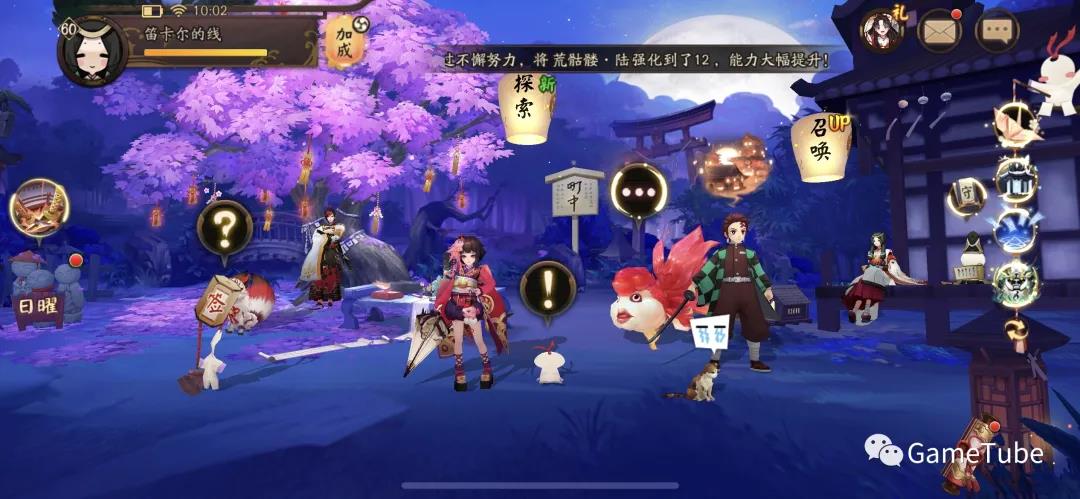 10:02
60
笛卡尔的线
加成
过不懈努力，将 荒骷髅·陆强化到了12，能力大幅提升!
礼
探索
新
召唤
UP
町中
守
签
日曜
GameTube